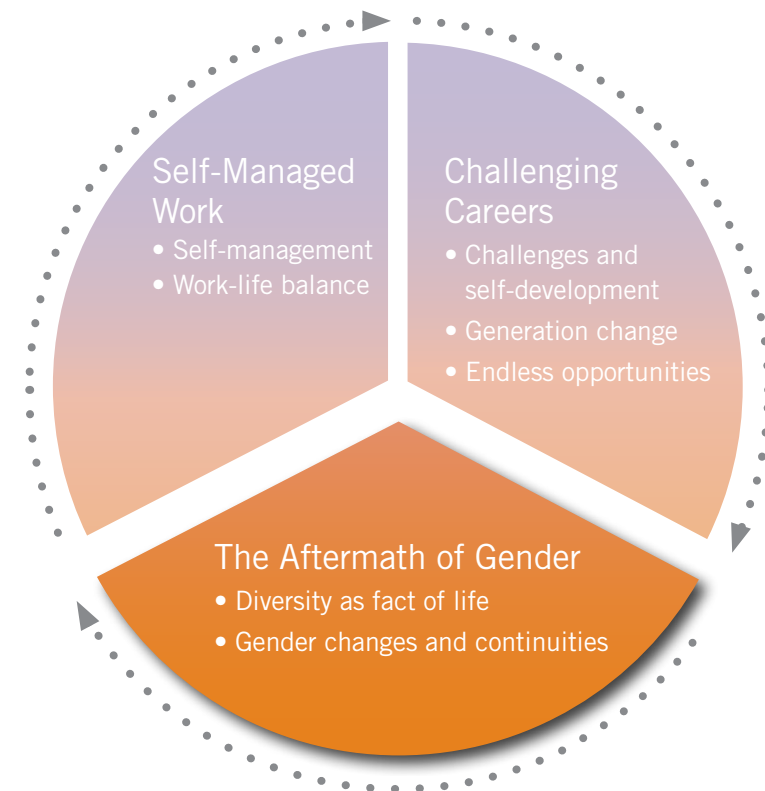 Self-Managed
Work
• Self-management
• Work-life balance
Challenging
Careers
• Challenges and
self-development
• Generation change
• Endless opportunities
The Aftermath of Gender
• Diversity as fact of life
• Gender changes and continuities